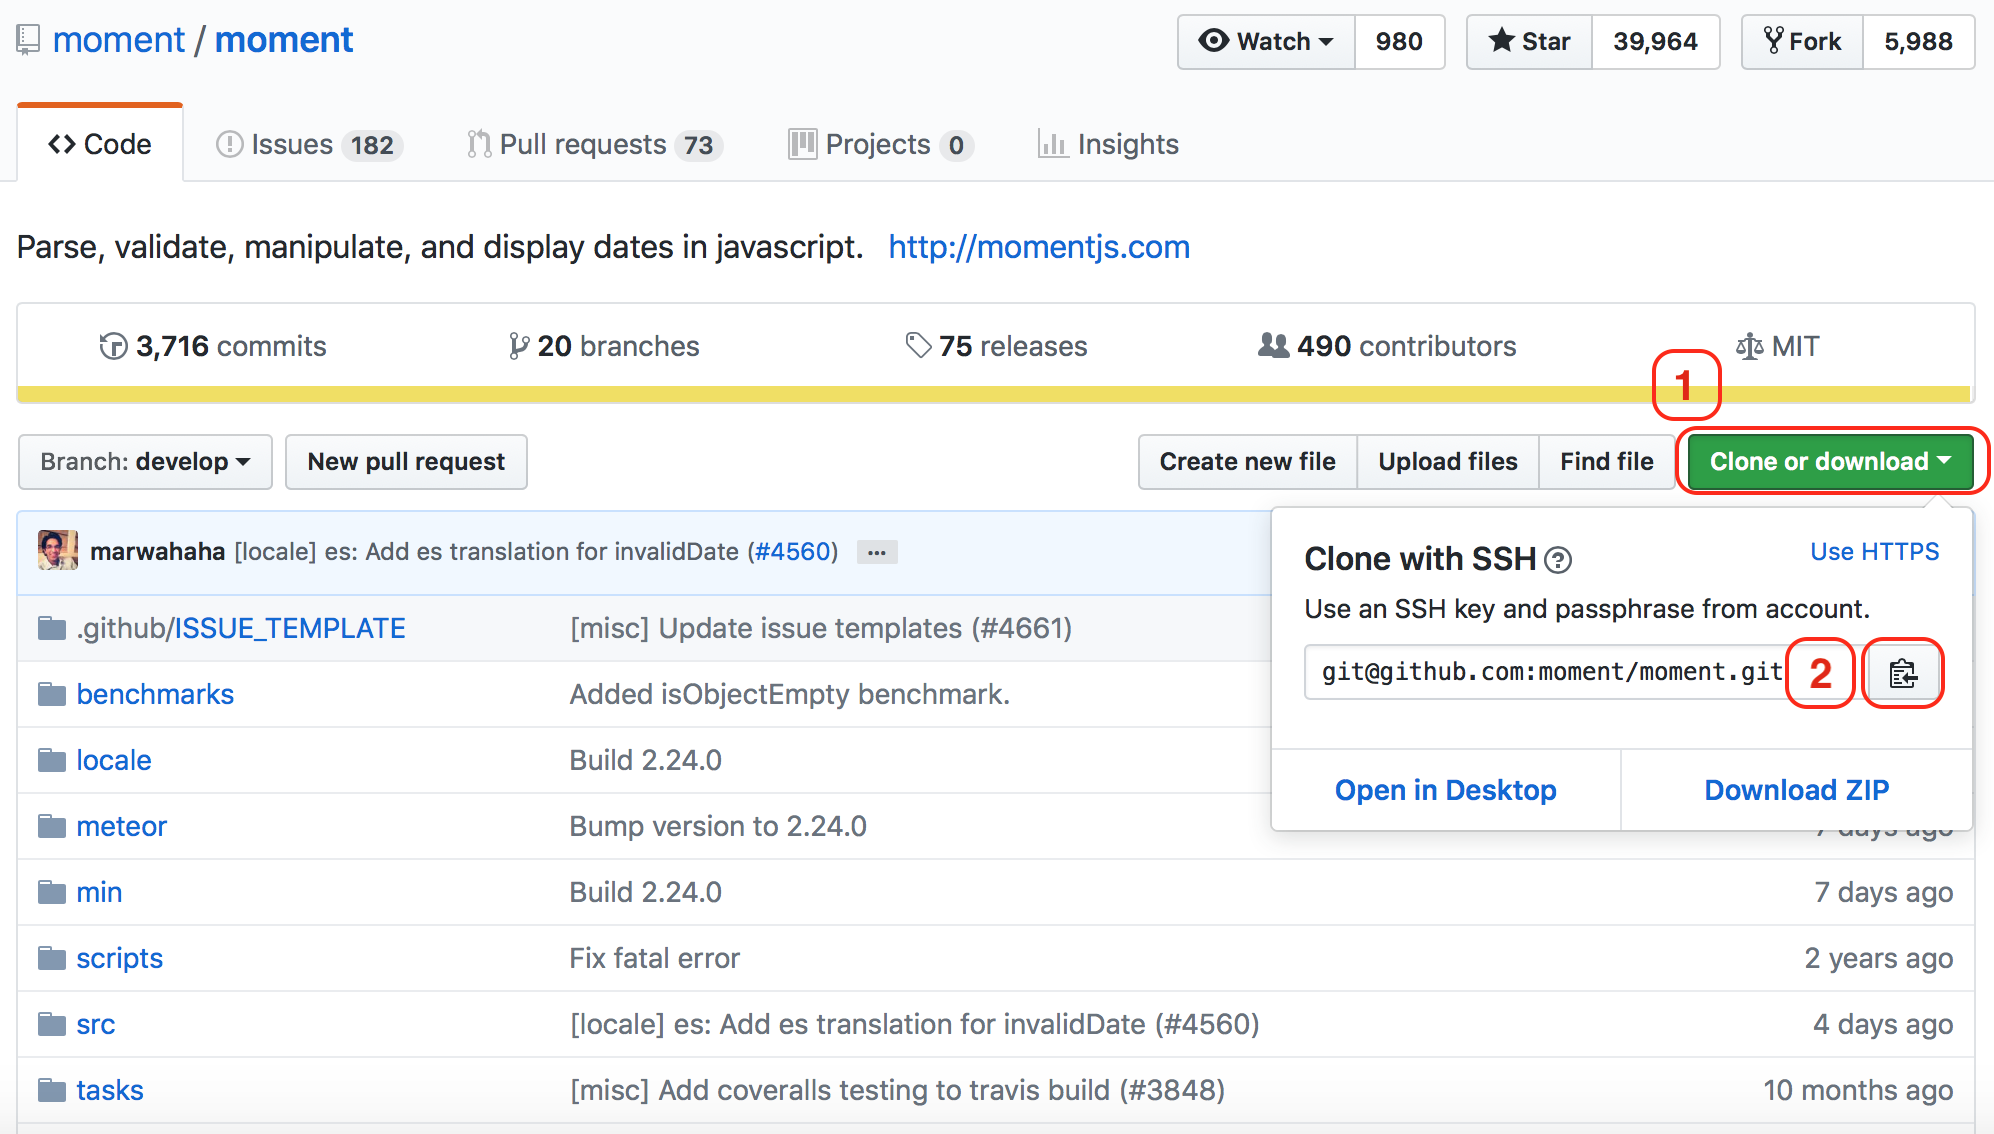 moment / moment
Watch 980 Star 39,964 Fork 5,988
Code Issues 182 Pull requests 73 Projects 0 Insights
Parse, validate, manipulate, and display dates in javascript. http://momentjs.com
3,716 commits 20 branches 75 releases 490 contributors MIT
1
Branch: develop New pull request Create new file Upload files Find file Clone or download
marwahaha [locale] es: Add es translation for invalidDate (#4560) ...
Clone with SSH ? Use HTTPS
Use an SSH key and passphrase from account.
git@github.com:moment/moment.git 2
Open in Desktop Download ZIP
.github/ISSUE_TEMPLATE [misc] Update issue templates (#4661)
benchmarks Added isObjectEmpty benchmark.
locale Build 2.24.0
meteor Bump version to 2.24.0 7 days ago
min Build 2.24.0 7 days ago
scripts Fix fatal error 2 years ago
src [locale] es: Add es translation for invalidDate (#4560) 4 days ago
tasks [misc] Add coveralls testing to travis build (#3848) 10 months ago